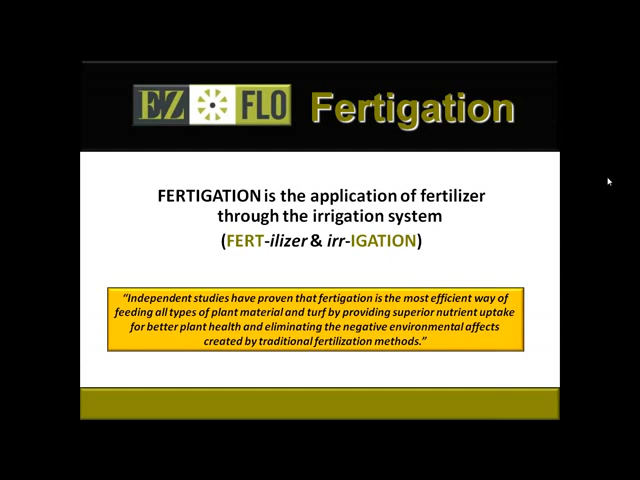 EZ FLO Fertigation
FERTIGATION is the application of fertilizer
through the irrigation system
(FERT-ilizer & irr-IGATION)
“Independent studies have proven that fertigation is the most efficient way of
feeding all types of plant material and turf by providing superior nutrient uptake
for better plant health and eliminating the negative environmental affects
created by traditional fertilization methods.”